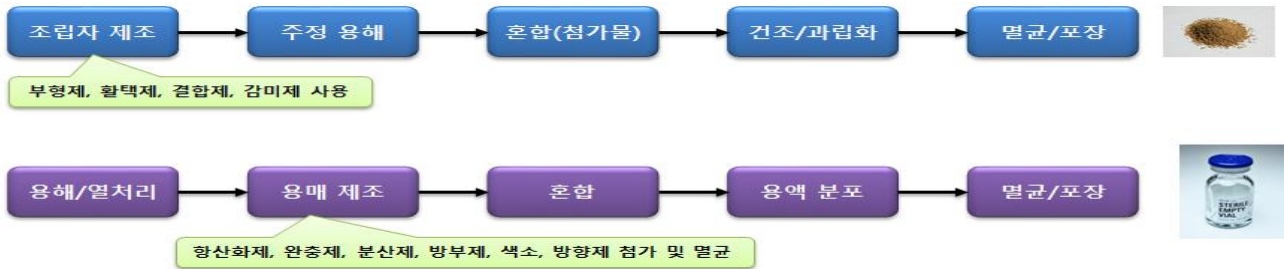 조립자 제조
주정 용해
혼합(첨가물)
건조/과립화
멸균/포장
부형제, 활택제, 결합제, 감미제 사용
용해/열처리
용매 제조
혼합
용액 분포
멸균/포장
STERILE
EMPTY
VIAL
항산화제, 완충제, 분산제, 방부제, 색소, 방향제 첨가 및 멸균